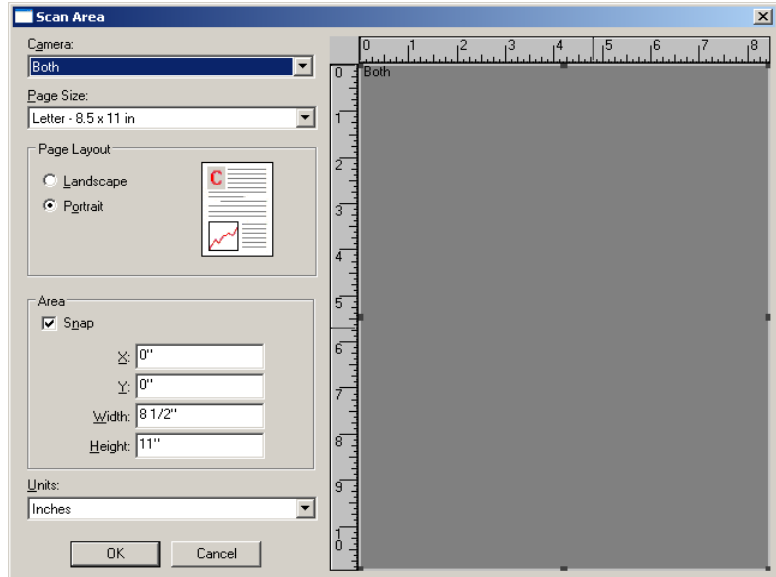 Scan Area
Camera:
Both
Page Size:
Letter - 8.5 x 11 in
Page Layout
Landscape
Portrait
C
Area
Snap
X: 0"
Y: 0"
Width: 8 1/2"
Height: 11"
Units:
Inches
OK Cancel
0 1 2 3 4 5 6 7 8
Both
0
1
2
3
4
5
6
7
8
9
10